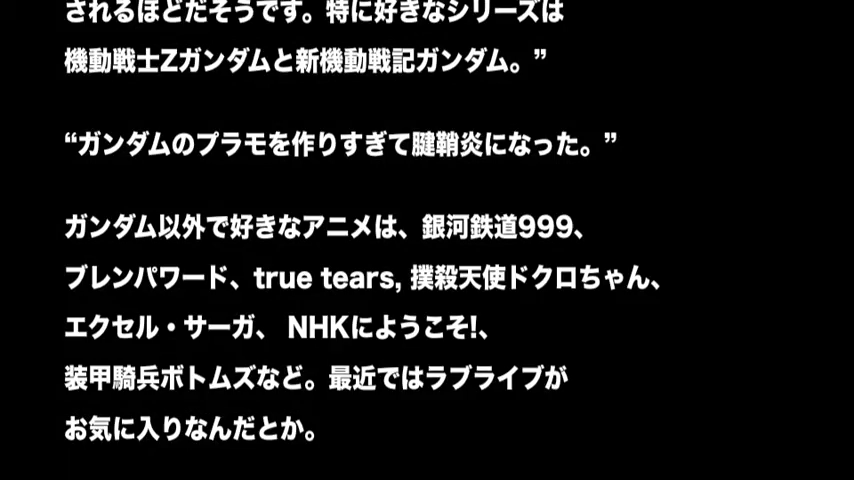 されるほどだそうです。特に好きなシリーズは
機動戦士Zガンダムと新機動戦記ガンダム。”
“ガンダムのプラモを作りすぎて腱鞘炎になった。”
ガンダム以外で好きなアニメは、銀河鉄道999、
ブレンパワード、true tears, 撲殺天使ドクロちゃん、
エクセル・サーガ、 NHKにようこそ!、
装甲騎兵ボトムズなど。最近ではラブライブが
お気に入りなんだとか。